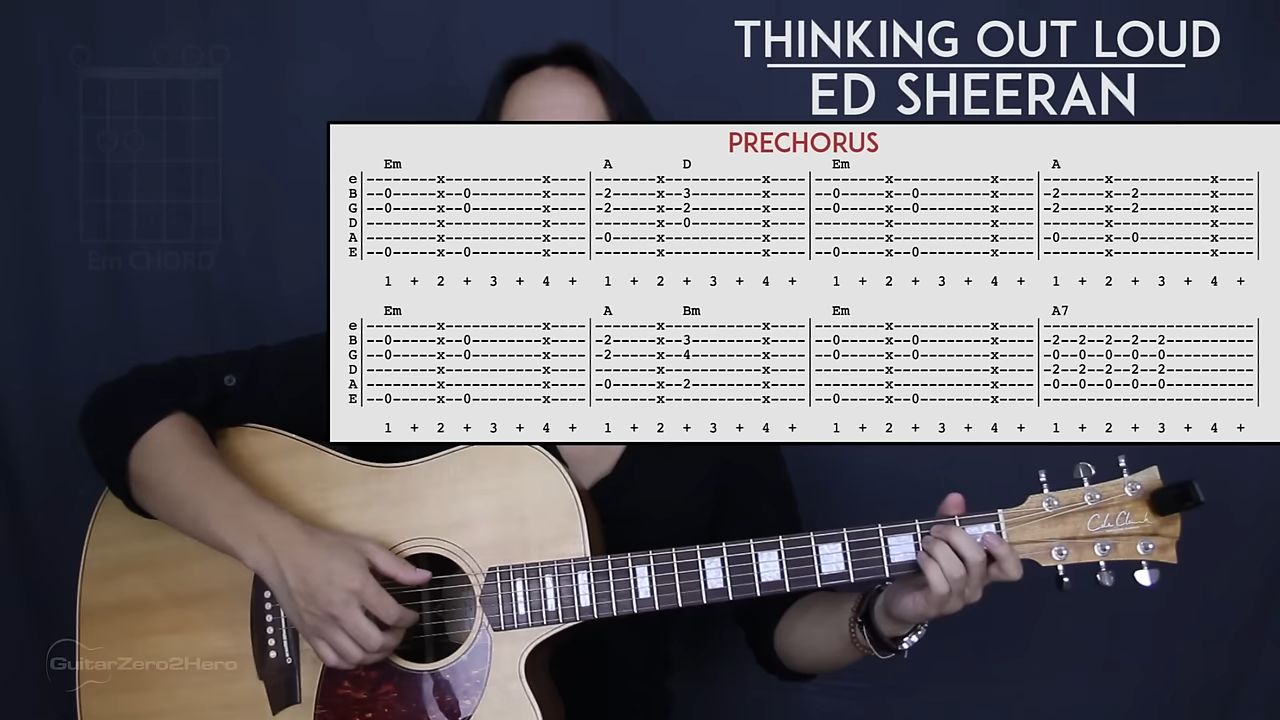 THINKING OUT LOUD
ED SHEERAN
PRECHORUS
Em A D Em A
e|-------x-------x---|-----x-------x---|-------x-------x---|-----x-------x---|
B|--0----x--0----x---|-2---x-3-----x---|--0----x--0----x---|-2---x-2-----x---|
G|--0----x--0----x---|-2---x-2-----x---|--0----x--0----x---|-2---x-2-----x---|
D|-------x-------x---|-----x-0-----x---|-------x-------x---|-----x-------x---|
A|-------x-------x---|-0---x-------x---|-------x-------x---|-0---x-0-----x---|
E|--0----x--0----x---|-----x-------x---|--0----x--0----x---|-----x-------x---|
1 + 2 + 3 + 4 + 1 + 2 + 3 + 4 + 1 + 2 + 3 + 4 + 1 + 2 + 3 + 4 +
Em A Bm Em A7
e|-------x-------x---|-----x-------x---|-------x-------x---|-----------------|
B|--0----x--0----x---|-2---x-3-----x---|--0----x--0----x---|-2--2--2--2--2----|
G|--0----x--0----x---|-2---x-4-----x---|--0----x--0----x---|-0--0--0--0--0----|
D|-------x-------x---|-----x-------x---|-------x-------x---|-2--2--2--2--2----|
A|-------x-------x---|-0---x-2-----x---|-------x-------x---|-0--0--0--0--0----|
E|--0----x--0----x---|-----x-------x---|--0----x--0----x---|-----------------|
1 + 2 + 3 + 4 + 1 + 2 + 3 + 4 + 1 + 2 + 3 + 4 + 1 + 2 + 3 + 4 +
Em CHORD
Cole Clark
GuitarZero2Hero